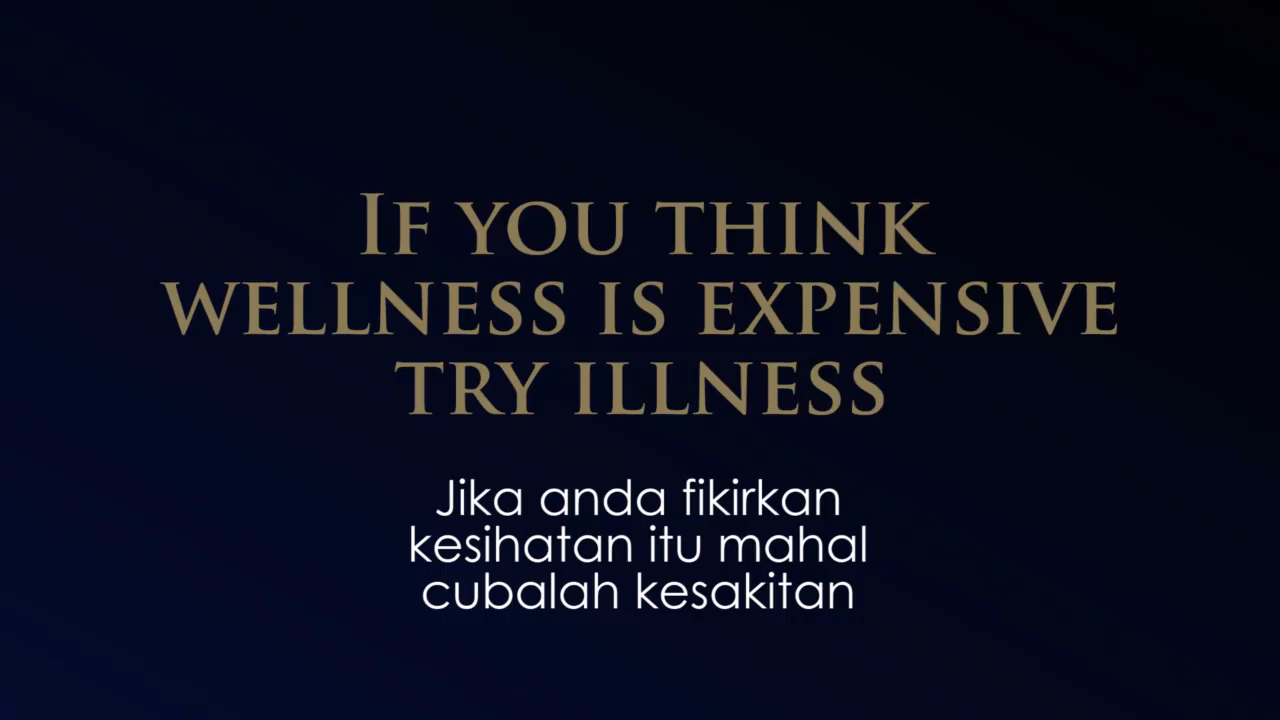 If you think
wellness is expensive
try illness
Jika anda fikirkan
kesihatan itu mahal
cubalah kesakitan